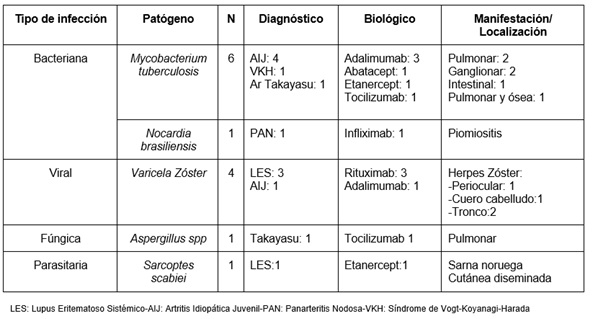 Tipo de infección Patógeno N Diagnóstico Biológico Manifestación/
Localización
Bacteriana Mycobacterium 6 AIJ: 4 Adalimumab: 3 Pulmonar: 2
tuberculosis VKH: 1 Abatacept: 1 Ganglionar: 2
Ar Takayasu: 1 Etanercept: 1 Intestinal: 1
Tocilizumab: 1 Pulmonar y ósea: 1
Nocardia 1 PAN: 1 Infliximab: 1 Piomiositis
brasiliensis
Viral Varicela Zóster 4 LES: 3 Rituximab: 3 Herpes Zóster:
AIJ: 1 Adalimumab: 1 -Periocular: 1
-Cuero cabelludo:1
-Tronco:2
Fúngica Aspergillus spp 1 Takayasu: 1 Tocilizumab 1 Pulmonar
Parasitaria Sarcoptes 1 LES:1 Etanercept:1 Sarna noruega
scabiei Cutánea diseminada
LES: Lupus Eritematoso Sistémico-AIJ: Artritis Idiopática Juvenil-PAN: Panarteritis Nodosa-VKH: Síndrome de Vogt-Koyanagi-Harada